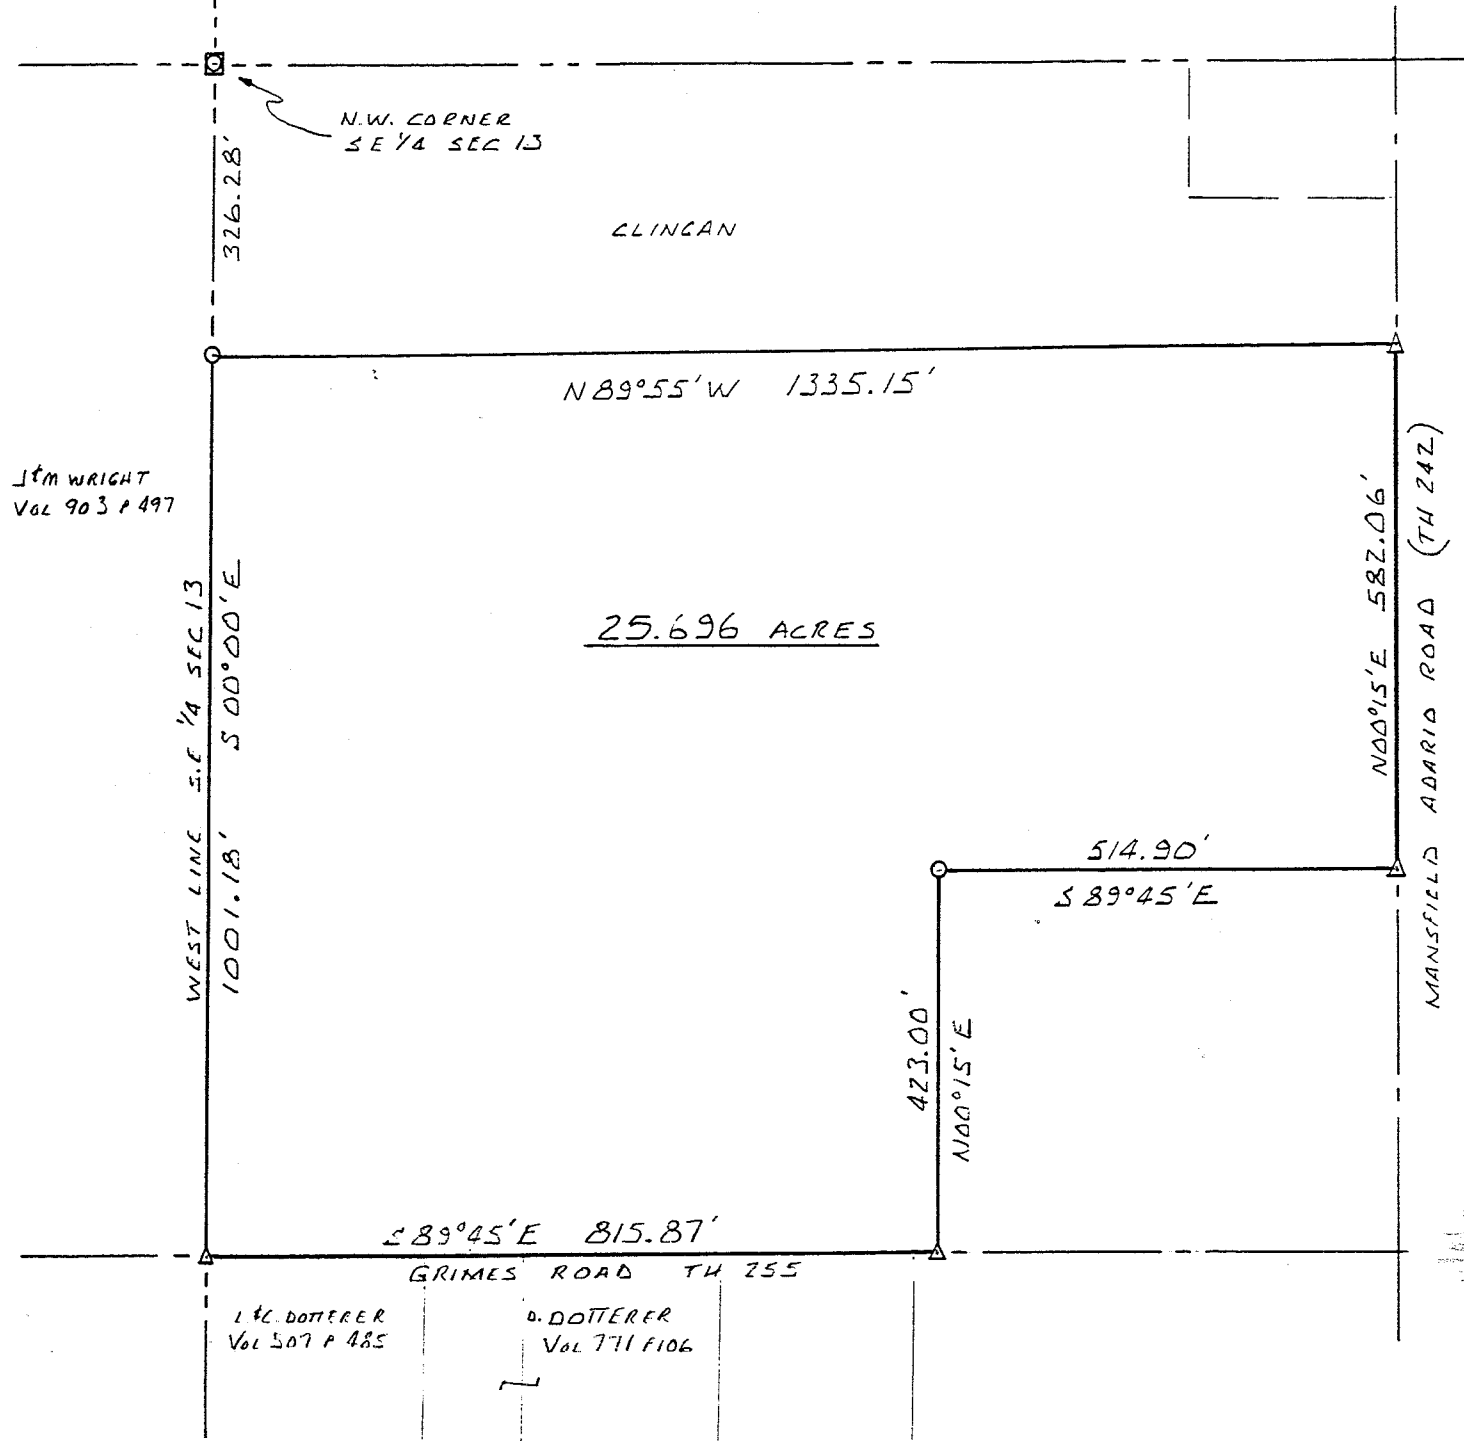 N.W. CORNER
SE 1/4 SEC 13
326.28'
CLINGAN
N89°55'W 1335.15'
J&M WRIGHT
VOL 903 P 497
WEST LINE S.E 1/4 SEC 13
S 00°00'E
1001.18'
25.696 ACRES
N00°15'E 582.06'
MANSFIELD ADARIO ROAD (TH 242)
514.90'
S 89°45'E
423.00'
N00°15'E
S89°45'E 815.87'
GRIMES ROAD TH 255
L&C. DOTTERER
VOL 507 P 485
D. DOTTERER
VOL 771 P106